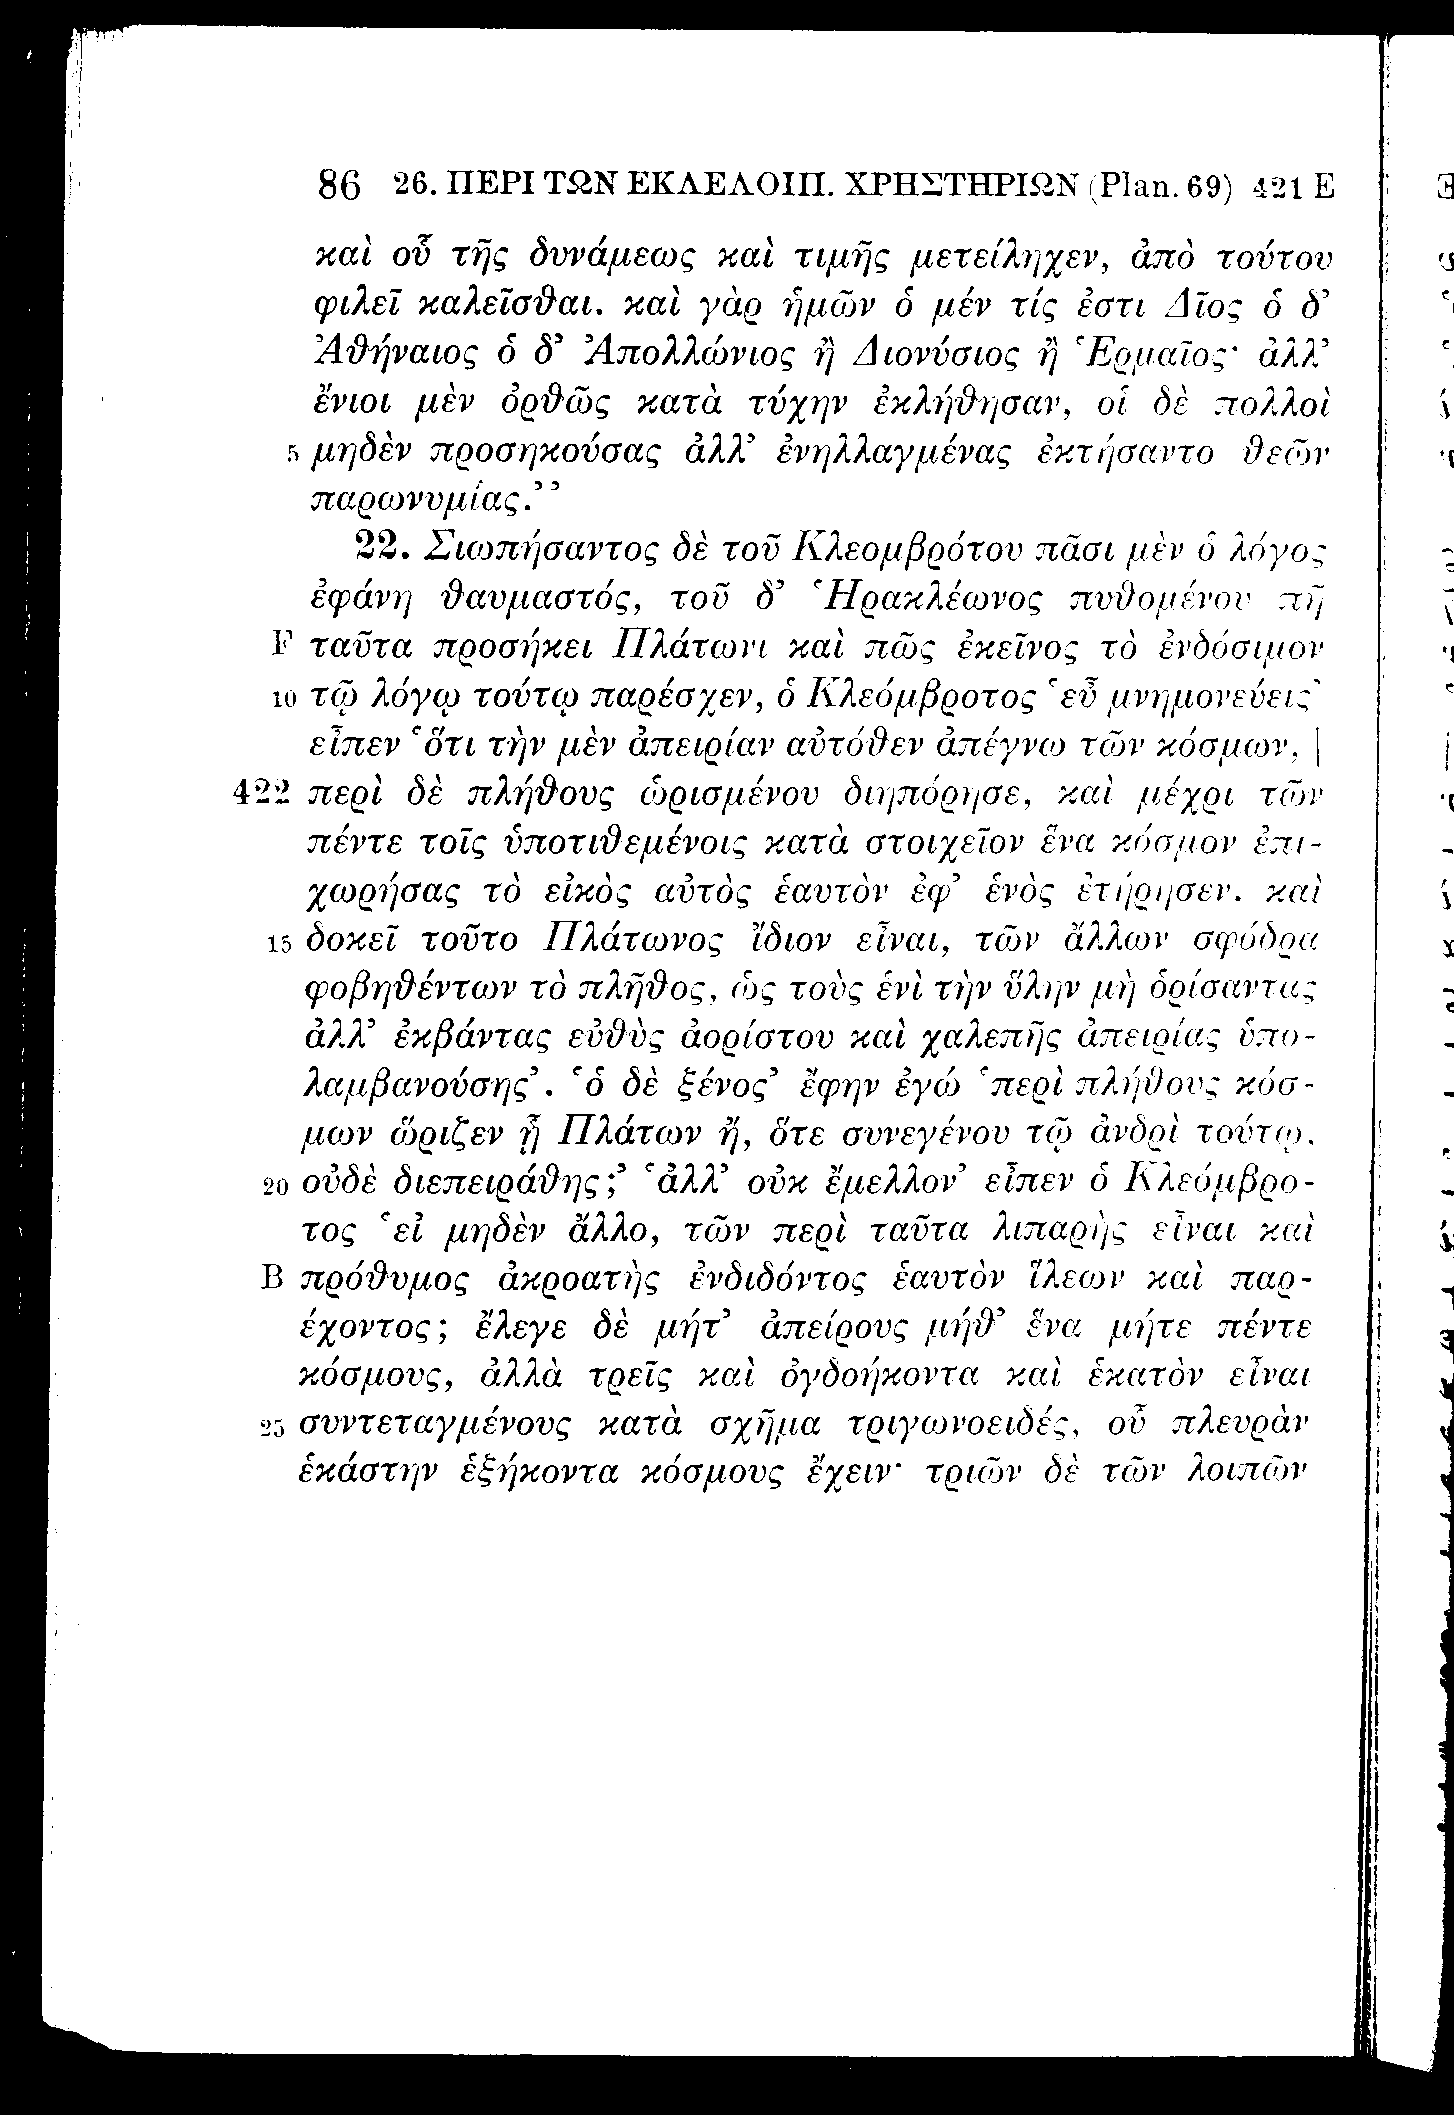 86 26. ΠΕΡΙ ΤΩΝ ΕΚΛΕΛΟΙΠ. ΧΡΗΣΤΗΡΙΩΝ (Plan. 69) 421 E
καὶ οὗ τῆς δυνάμεως καὶ τιμῆς μετείληχεν, ἀπὸ τούτου
φιλεῖ καλεῖσθαι. καὶ γὰρ ἡμῶν ὁ μέν τίς ἐστι Δῖος ὁ δ’
Ἀθήναιος ὁ δ’ Ἀπολλώνιος ἢ Διονύσιος ἢ Ἑρμαῖος· ἀλλ’
ἔνιοι μὲν ὀρθῶς κατὰ τύχην ἐκλήθησαν, οἱ δὲ πολλοὶ
5 μηδὲν προσηκούσας ἀλλ’ ἐνηλλαγμένας ἐκτήσαντο θεῶν
παρωνυμίας.’’
22. Σιωπήσαντος δὲ τοῦ Κλεομβρότου πᾶσι μὲν ὁ λόγος
ἐφάνη θαυμαστός, τοῦ δ’ Ἡρακλέωνος πυθομένου πῇ
F ταῦτα προσήκει Πλάτωνι καὶ πῶς ἐκεῖνος τὸ ἐνδόσιμον
10 τῷ λόγῳ τούτῳ παρέσχεν, ὁ Κλεόμβροτος ‘εὖ μνημονεύεις’
εἶπεν ‘ὅτι τὴν μὲν ἀπειρίαν αὐτόθεν ἀπέγνω τῶν κόσμων, |
422 περὶ δὲ πλήθους ὡρισμένου διηπόρησε, καὶ μέχρι τῶν
πέντε τοῖς ὑποτιθεμένοις κατὰ στοιχεῖον ἕνα κόσμον ἐπι-
χωρήσας τὸ εἰκὸς αὐτὸς ἑαυτὸν ἐφ’ ἑνὸς ἐτήρησεν. καὶ
15 δοκεῖ τοῦτο Πλάτωνος ἴδιον εἶναι, τῶν ἄλλων σφόδρα
φοβηθέντων τὸ πλῆθος, ὡς τοὺς ἑνὶ τὴν ὕλην μὴ ὁρίσαντας
ἀλλ’ ἐκβάντας εὐθὺς ἀορίστου καὶ χαλεπῆς ἀπειρίας ὑπο-
λαμβανούσης’. ‘ὁ δὲ ξένος’ ἔφην ἐγώ ‘περὶ πλήθους κόσ-
μων ὥριζεν ᾗ Πλάτων ἤ, ὅτε συνεγένου τῷ ἀνδρὶ τούτῳ,
20 οὐδὲ διεπειράθης;’ ‘ἀλλ’ οὐκ ἔμελλον’ εἶπεν ὁ Κλεόμβρο-
τος ‘εἰ μηδὲν ἄλλο, τῶν περὶ ταῦτα λιπαρὴς εἶναι καὶ
B πρόθυμος ἀκροατὴς ἐνδιδόντος ἑαυτὸν ἵλεων καὶ παρ-
έχοντος; ἔλεγε δὲ μήτ’ ἀπείρους μήθ’ ἕνα μήτε πέντε
κόσμους, ἀλλὰ τρεῖς καὶ ὀγδοήκοντα καὶ ἑκατὸν εἶναι
25 συντεταγμένους κατὰ σχῆμα τριγωνοειδές, οὗ πλευρὰν
ἑκάστην ἑξήκοντα κόσμους ἔχειν· τριῶν δὲ τῶν λοιπῶν